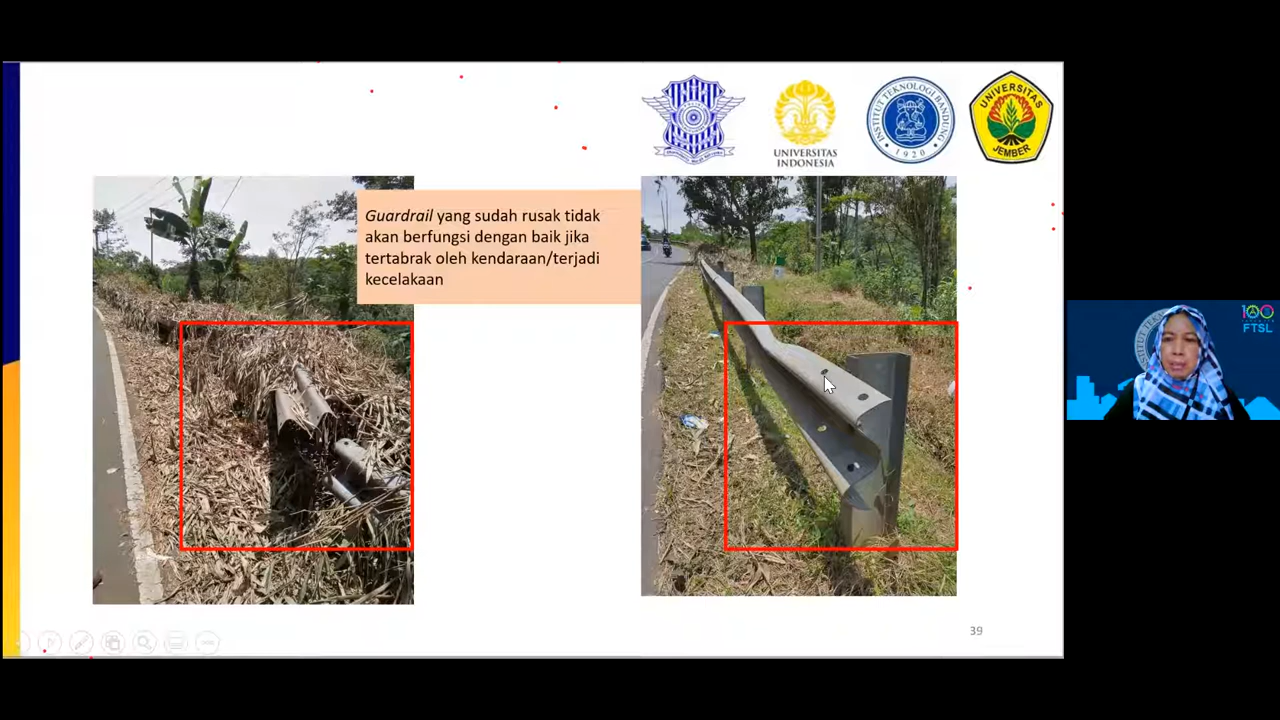 UNIVERSITAS
INDONESIA
INSTITUT TEKNOLOGI BANDUNG
1920
UNIVERSITAS
JEMBER
Guardrail yang sudah rusak tidak
akan berfungsi dengan baik jika
tertabrak oleh kendaraan/terjadi
kecelakaan
100
FTSL
39